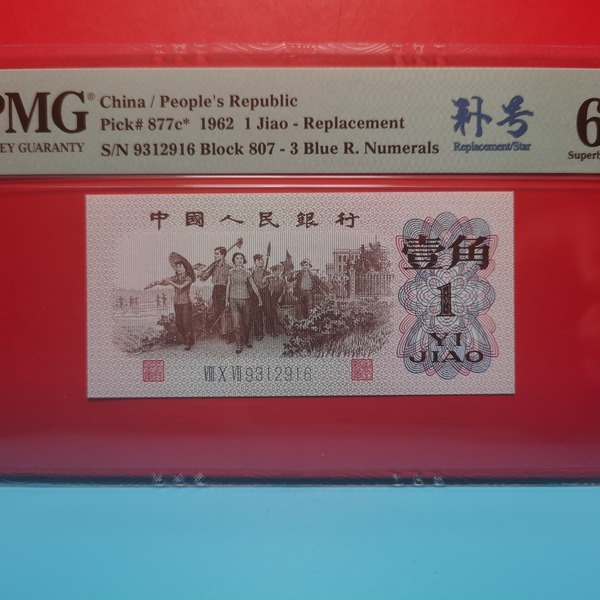 PMG®
EY GUARANTY
China / People's Republic
Pick# 877c* 1962 1 Jiao - Replacement
S/N 9312916 Block 807 - 3 Blue R. Numerals
补号
Replacement/Star
6
Superb
中國人民銀行
壹角
1
YI
JIAO
VIII X VII 9312916